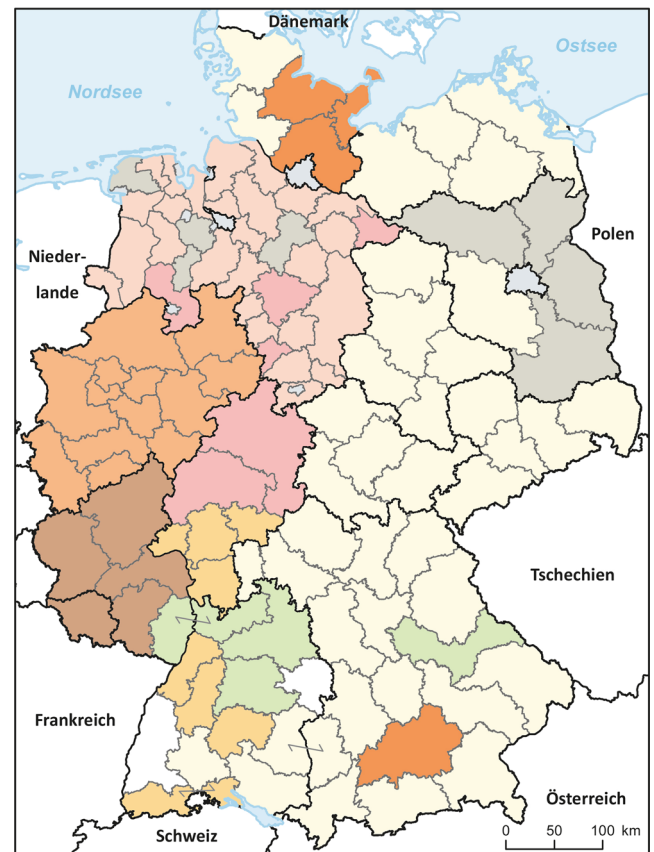 Dänemark
Ostsee
Nordsee
Nieder-
lande
Polen
Tschechien
Frankreich
Österreich
Schweiz
0 50 100 km